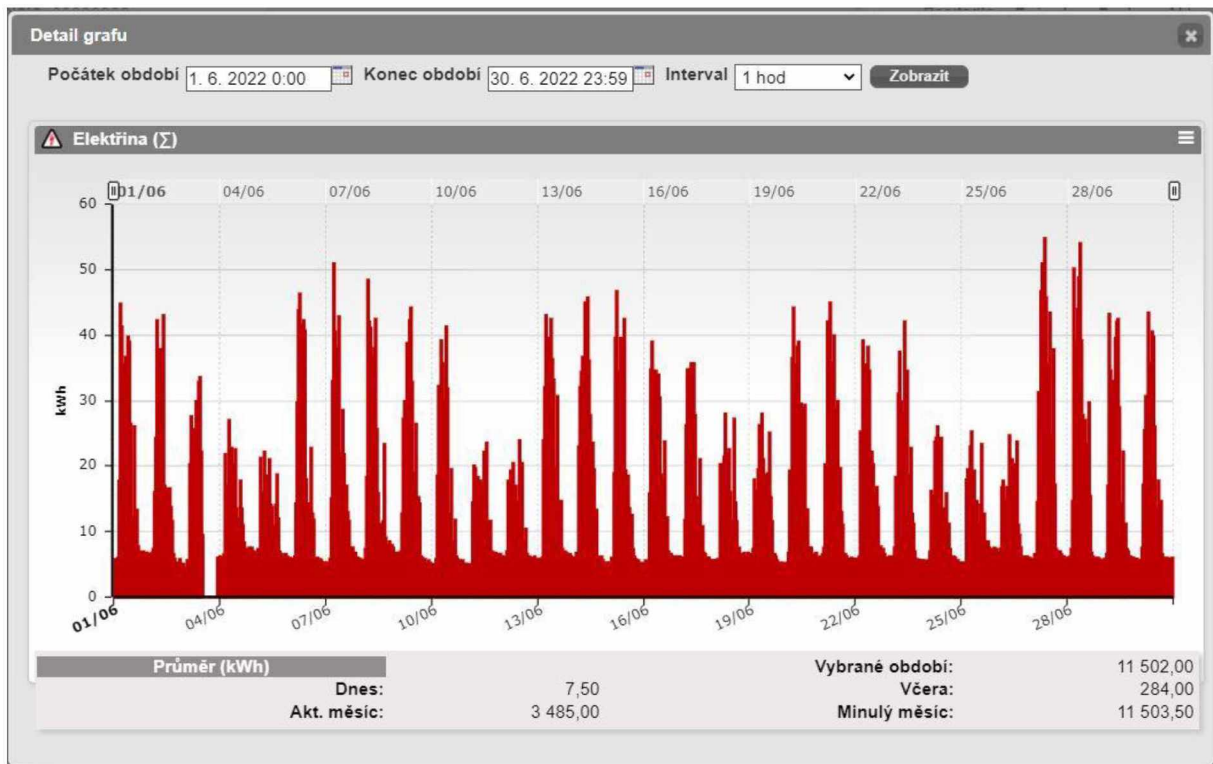 Detail grafu
Počátek období 1. 6. 2022 0:00 Konec období 30. 6. 2022 23:59 Interval 1 hod Zobrazit
Elektřina (∑)
01/06 04/06 07/06 10/06 13/06 16/06 19/06 22/06 25/06 28/06
60
50
40
30
20
10
0
kWh
01/06 04/06 07/06 10/06 13/06 16/06 19/06 22/06 25/06 28/06
Průměr (kWh) Vybrané období: 11 502,00
Dnes: 7,50 Včera: 284,00
Akt. měsíc: 3 485,00 Minulý měsíc: 11 503,50